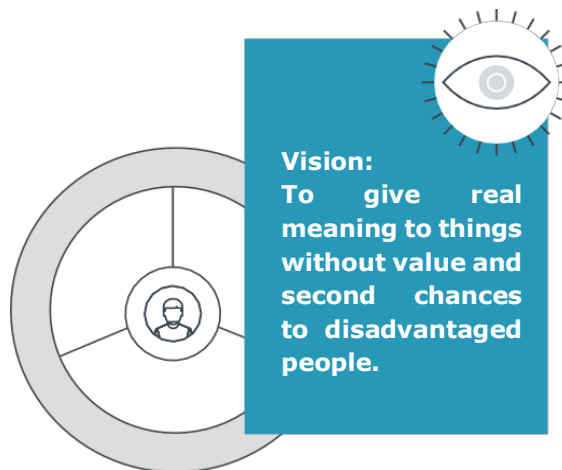 Vision:
To give real
meaning to things
without value and
second chances
to disadvantaged
people.